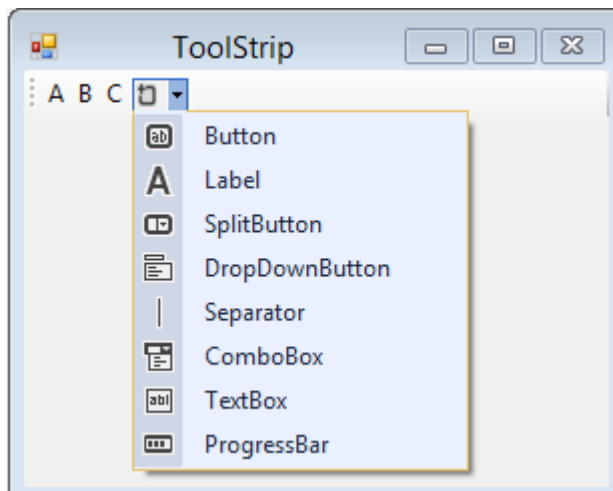 ToolStrip
A B C
Button
Label
SplitButton
DropDownButton
Separator
ComboBox
TextBox
ProgressBar